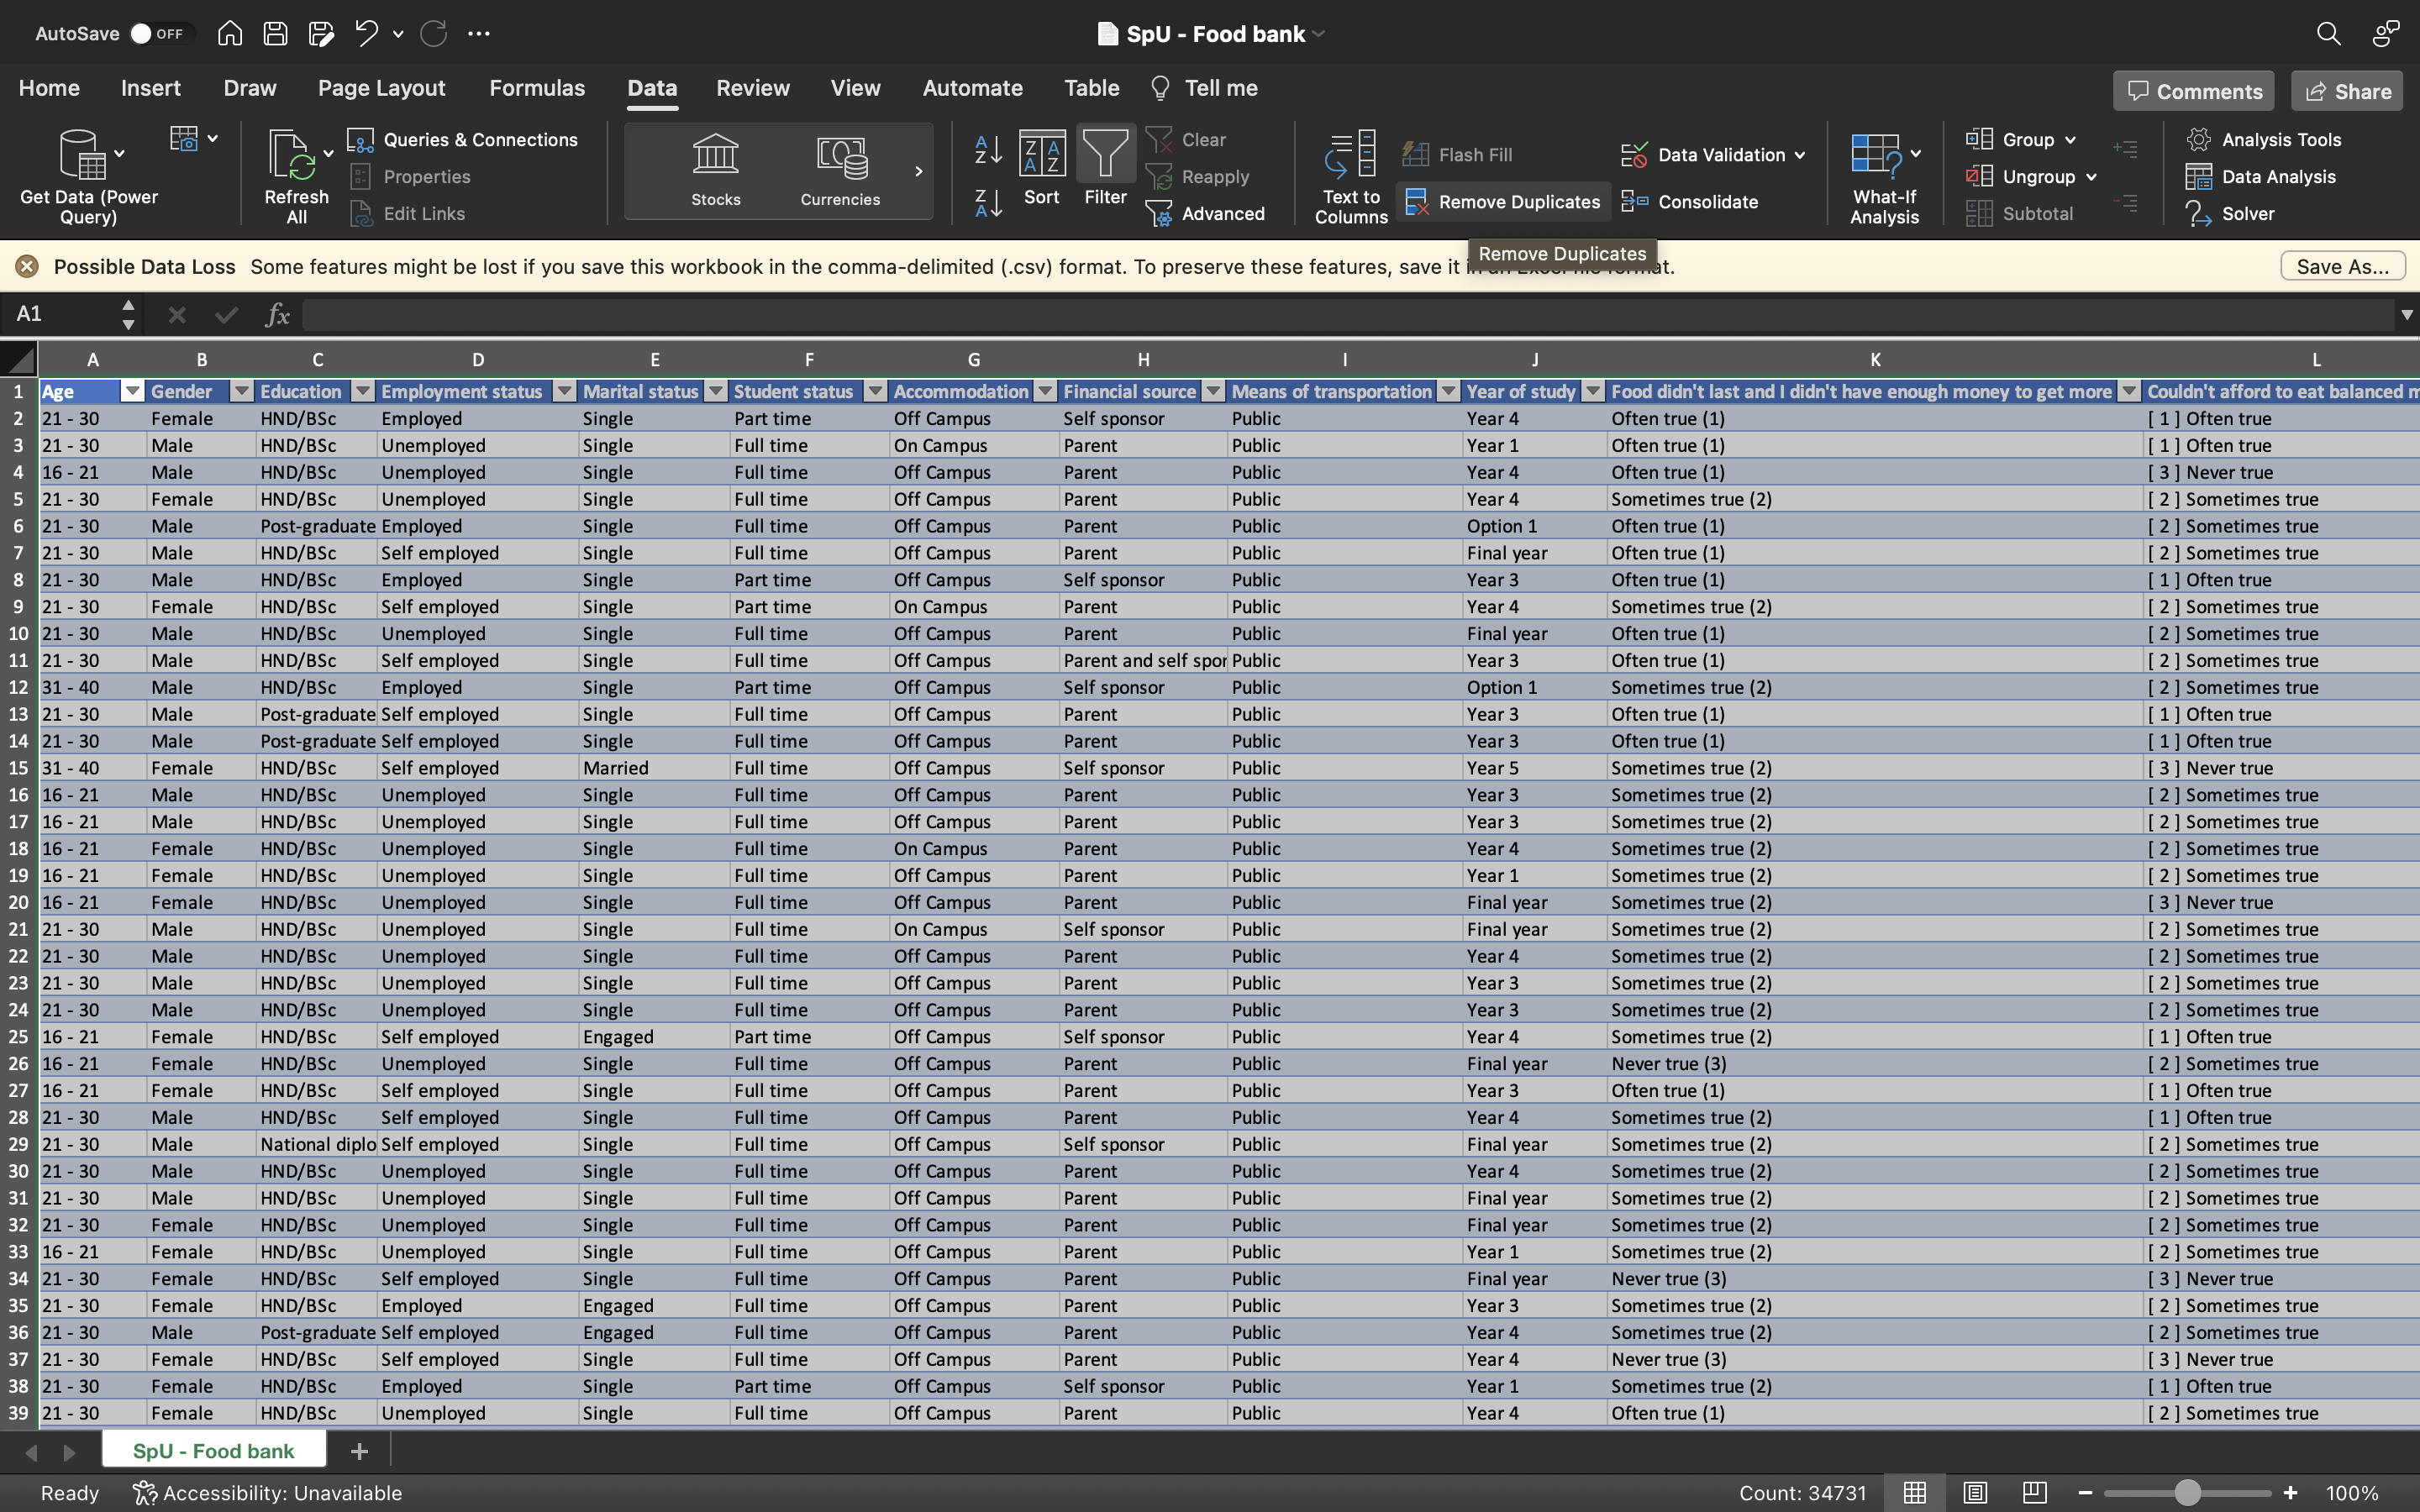 AutoSave OFF
SpU - Food bank
Home Insert Draw Page Layout Formulas Data Review View Automate Table Tell me
Comments Share
Get Data (Power Query)
Refresh All
Queries & Connections
Properties
Edit Links
Stocks Currencies
Sort Filter
Clear
Reapply
Advanced
Text to Columns
Flash Fill
Remove Duplicates
Data Validation
Consolidate
What-If Analysis
Group
Ungroup
Subtotal
Analysis Tools
Data Analysis
Solver
Possible Data Loss Some features might be lost if you save this workbook in the comma-delimited (.csv) format. To preserve these features, save it
Remove Duplicates
Save As...
A1 fx
A B C D E F G H I J K L
1 Age Gender Education Employment status Marital status Student status Accommodation Financial source Means of transportation Year of study Food didn't last and I didn't have enough money to get more Couldn't afford to eat balanced m
2 21 - 30 Female HND/BSc Employed Single Part time Off Campus Self sponsor Public Year 4 Often true (1) [ 1 ] Often true
3 21 - 30 Male HND/BSc Unemployed Single Full time On Campus Parent Public Year 1 Often true (1) [ 1 ] Often true
4 16 - 21 Male HND/BSc Unemployed Single Full time Off Campus Parent Public Year 4 Often true (1) [ 3 ] Never true
5 21 - 30 Female HND/BSc Unemployed Single Full time Off Campus Parent Public Year 4 Sometimes true (2) [ 2 ] Sometimes true
6 21 - 30 Male Post-graduate Employed Single Full time Off Campus Parent Public Option 1 Often true (1) [ 2 ] Sometimes true
7 21 - 30 Male HND/BSc Self employed Single Full time Off Campus Parent Public Final year Often true (1) [ 2 ] Sometimes true
8 21 - 30 Male HND/BSc Employed Single Part time Off Campus Self sponsor Public Year 3 Often true (1) [ 1 ] Often true
9 21 - 30 Female HND/BSc Self employed Single Part time On Campus Parent Public Year 4 Sometimes true (2) [ 2 ] Sometimes true
10 21 - 30 Male HND/BSc Unemployed Single Full time Off Campus Parent Public Final year Often true (1) [ 2 ] Sometimes true
11 21 - 30 Male HND/BSc Self employed Single Full time Off Campus Parent and self spor Public Year 3 Often true (1) [ 2 ] Sometimes true
12 31 - 40 Male HND/BSc Employed Single Part time Off Campus Self sponsor Public Option 1 Sometimes true (2) [ 2 ] Sometimes true
13 21 - 30 Male Post-graduate Self employed Single Full time Off Campus Parent Public Year 3 Often true (1) [ 1 ] Often true
14 21 - 30 Male Post-graduate Self employed Single Full time Off Campus Parent Public Year 3 Often true (1) [ 1 ] Often true
15 31 - 40 Female HND/BSc Self employed Married Full time Off Campus Self sponsor Public Year 5 Sometimes true (2) [ 3 ] Never true
16 16 - 21 Male HND/BSc Unemployed Single Full time Off Campus Parent Public Year 3 Sometimes true (2) [ 2 ] Sometimes true
17 16 - 21 Male HND/BSc Unemployed Single Full time Off Campus Parent Public Year 3 Sometimes true (2) [ 2 ] Sometimes true
18 16 - 21 Female HND/BSc Unemployed Single Full time On Campus Parent Public Year 4 Sometimes true (2) [ 2 ] Sometimes true
19 16 - 21 Female HND/BSc Unemployed Single Full time Off Campus Parent Public Year 1 Sometimes true (2) [ 2 ] Sometimes true
20 16 - 21 Female HND/BSc Unemployed Single Full time Off Campus Parent Public Final year Sometimes true (2) [ 3 ] Never true
21 21 - 30 Male HND/BSc Unemployed Single Full time On Campus Self sponsor Public Final year Sometimes true (2) [ 2 ] Sometimes true
22 21 - 30 Male HND/BSc Unemployed Single Full time Off Campus Parent Public Year 4 Sometimes true (2) [ 2 ] Sometimes true
23 21 - 30 Male HND/BSc Unemployed Single Full time Off Campus Parent Public Year 3 Sometimes true (2) [ 2 ] Sometimes true
24 21 - 30 Male HND/BSc Unemployed Single Full time Off Campus Parent Public Year 3 Sometimes true (2) [ 2 ] Sometimes true
25 16 - 21 Female HND/BSc Self employed Engaged Part time Off Campus Self sponsor Public Year 4 Sometimes true (2) [ 1 ] Often true
26 16 - 21 Female HND/BSc Unemployed Single Full time Off Campus Parent Public Final year Never true (3) [ 2 ] Sometimes true
27 16 - 21 Female HND/BSc Self employed Single Full time Off Campus Parent Public Year 3 Often true (1) [ 1 ] Often true
28 21 - 30 Male HND/BSc Self employed Single Full time Off Campus Parent Public Year 4 Sometimes true (2) [ 1 ] Often true
29 21 - 30 Male National diplo Self employed Single Full time Off Campus Self sponsor Public Final year Sometimes true (2) [ 2 ] Sometimes true
30 21 - 30 Male HND/BSc Unemployed Single Full time Off Campus Parent Public Year 4 Sometimes true (2) [ 2 ] Sometimes true
31 21 - 30 Male HND/BSc Unemployed Single Full time Off Campus Parent Public Final year Sometimes true (2) [ 2 ] Sometimes true
32 21 - 30 Female HND/BSc Unemployed Single Full time Off Campus Parent Public Final year Sometimes true (2) [ 2 ] Sometimes true
33 16 - 21 Female HND/BSc Unemployed Single Full time Off Campus Parent Public Year 1 Sometimes true (2) [ 2 ] Sometimes true
34 21 - 30 Female HND/BSc Self employed Single Full time Off Campus Parent Public Final year Never true (3) [ 3 ] Never true
35 21 - 30 Female HND/BSc Employed Engaged Full time Off Campus Parent Public Year 3 Sometimes true (2) [ 2 ] Sometimes true
36 21 - 30 Male Post-graduate Self employed Engaged Full time Off Campus Parent Public Year 4 Sometimes true (2) [ 2 ] Sometimes true
37 21 - 30 Female HND/BSc Self employed Single Full time Off Campus Parent Public Year 4 Never true (3) [ 3 ] Never true
38 21 - 30 Female HND/BSc Employed Single Part time Off Campus Self sponsor Public Year 1 Sometimes true (2) [ 1 ] Often true
39 21 - 30 Female HND/BSc Unemployed Single Full time Off Campus Parent Public Year 4 Often true (1) [ 2 ] Sometimes true
SpU - Food bank
Ready Accessibility: Unavailable Count: 34731 100%